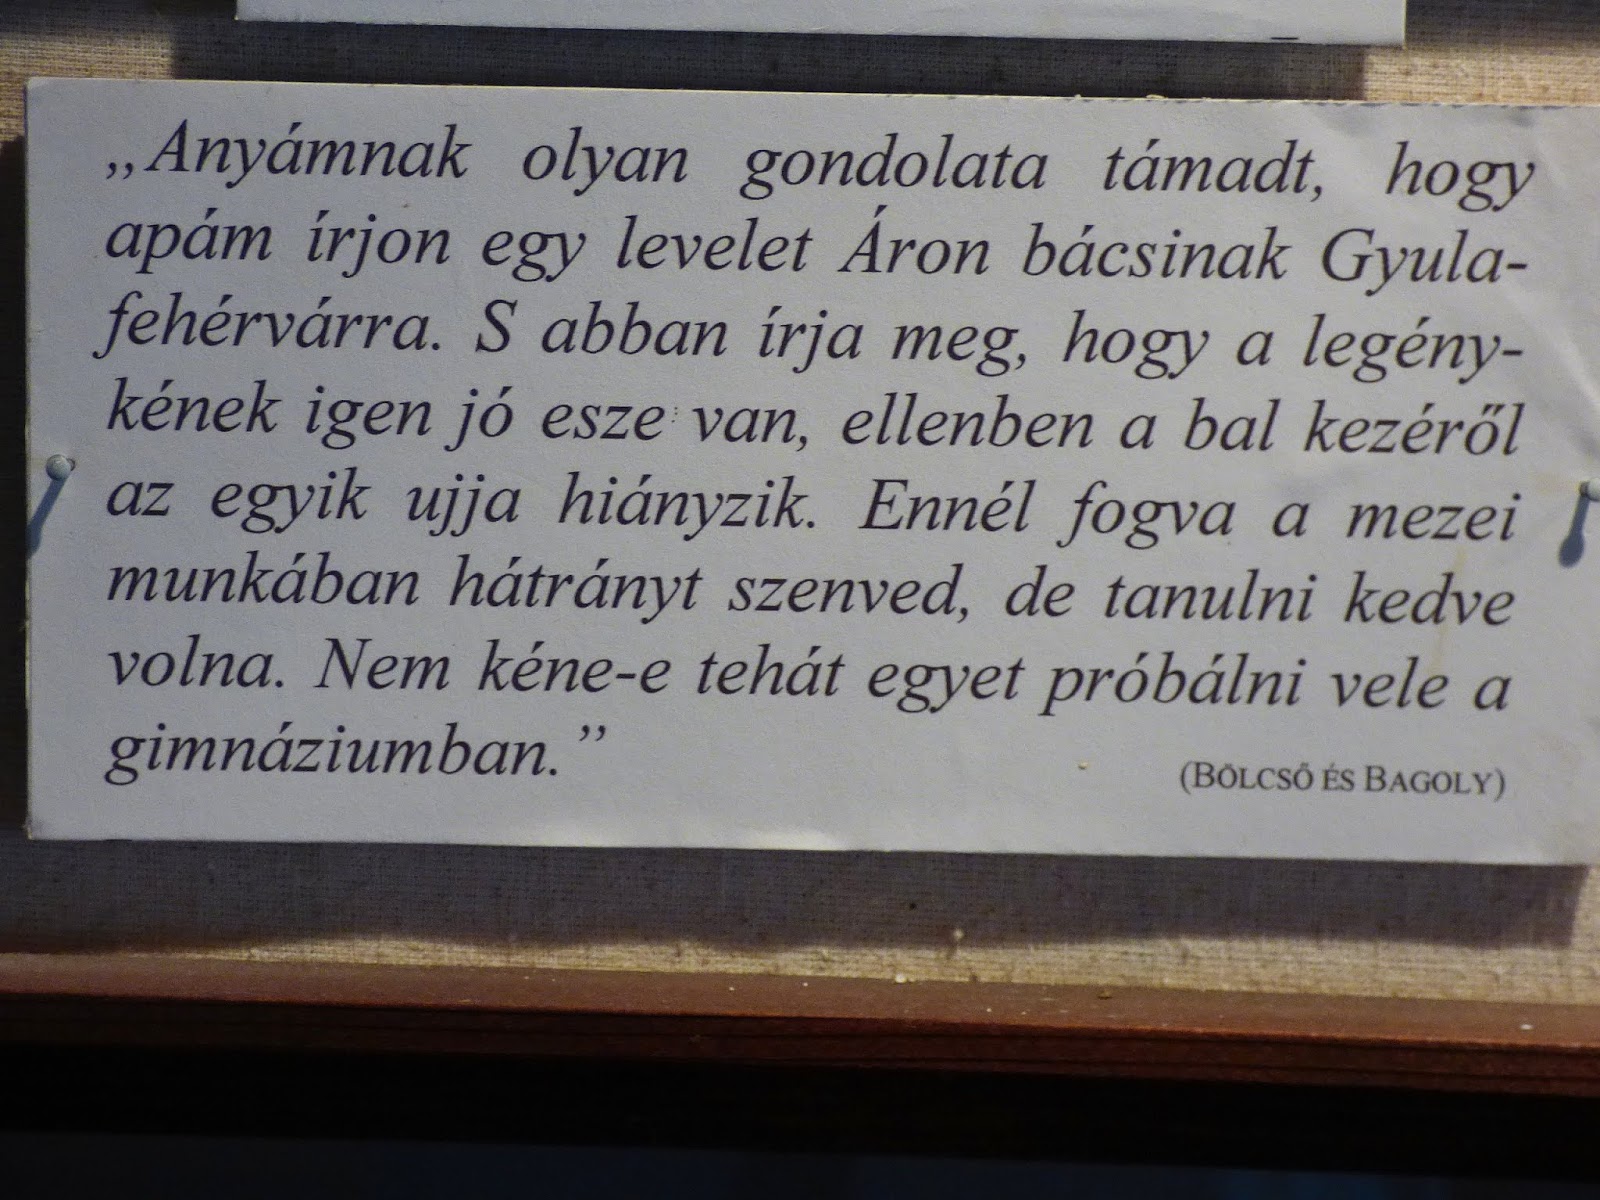 „Anyámnak olyan gondolata támadt, hogy
apám írjon egy levelet Áron bácsinak Gyula-
fehérvárra. S abban írja meg, hogy a legény-
kének igen jó esze van, ellenben a bal kezéről
az egyik ujja hiányzik. Ennél fogva a mezei
munkában hátrányt szenved, de tanulni kedve
volna. Nem kéne-e tehát egyet próbálni vele a
gimnáziumban.”
(BÖLCSŐ ÉS BAGOLY)